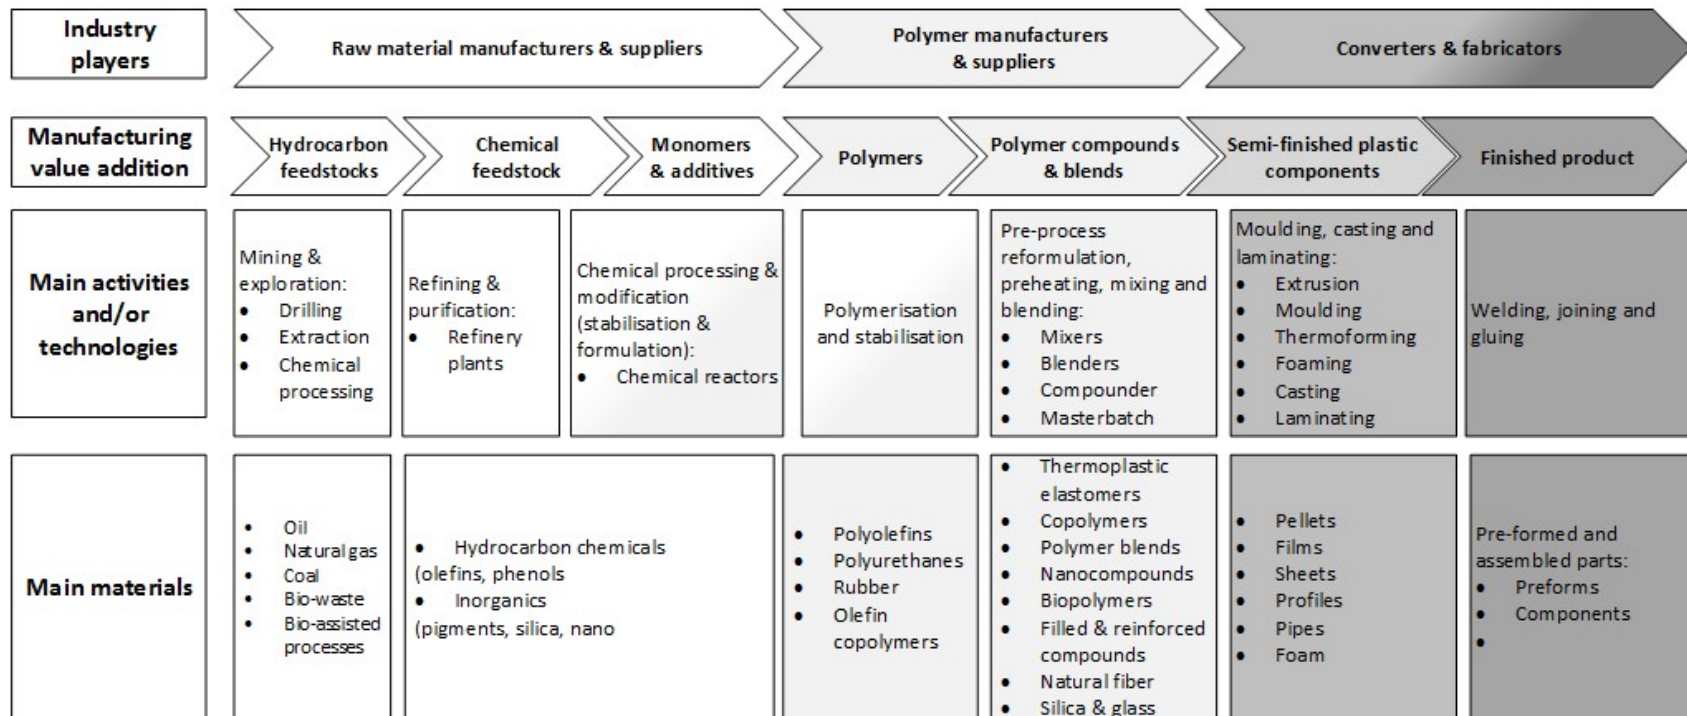 Industry
players
Raw material manufacturers & suppliers
Polymer manufacturers
& suppliers
Converters & fabricators
Manufacturing
value addition
Hydrocarbon
feedstocks
Chemical
feedstock
Monomers
& additives
Polymers
Polymer compounds
& blends
Semi-finished plastic
components
Finished product
Main activities
and/or
technologies
Mining &
exploration:
• Drilling
• Extraction
• Chemical
processing
Refining &
purification:
• Refinery
plants
Chemical processing &
modification
(stabilisation &
formulation):
• Chemical reactors
Polymerisation
and stabilisation
Pre-process
reformulation,
preheating, mixing and
blending:
• Mixers
• Blenders
• Compounder
• Masterbatch
Moulding, casting and
laminating:
• Extrusion
• Moulding
• Thermoforming
• Foaming
• Casting
• Laminating
Welding, joining and
gluing
Main materials
• Oil
• Natural gas
• Coal
• Bio-waste
• Bio-assisted
processes
• Hydrocarbon chemicals
(olefins, phenols
• Inorganics
(pigments, silica, nano
• Polyolefins
• Polyurethanes
• Rubber
• Olefin
copolymers
• Thermoplastic
elastomers
• Copolymers
• Polymer blends
• Nanocompounds
• Biopolymers
• Filled & reinforced
compounds
• Natural fiber
• Silica & glass
• Pellets
• Films
• Sheets
• Profiles
• Pipes
• Foam
Pre-formed and
assembled parts:
• Preforms
• Components
•